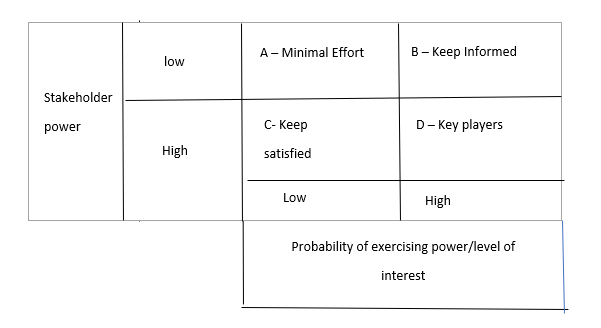 low
A – Minimal Effort
B – Keep Informed
Stakeholder
power
High
C- Keep
satisfied
D – Key players
Low
High
Probability of exercising power/level of
interest